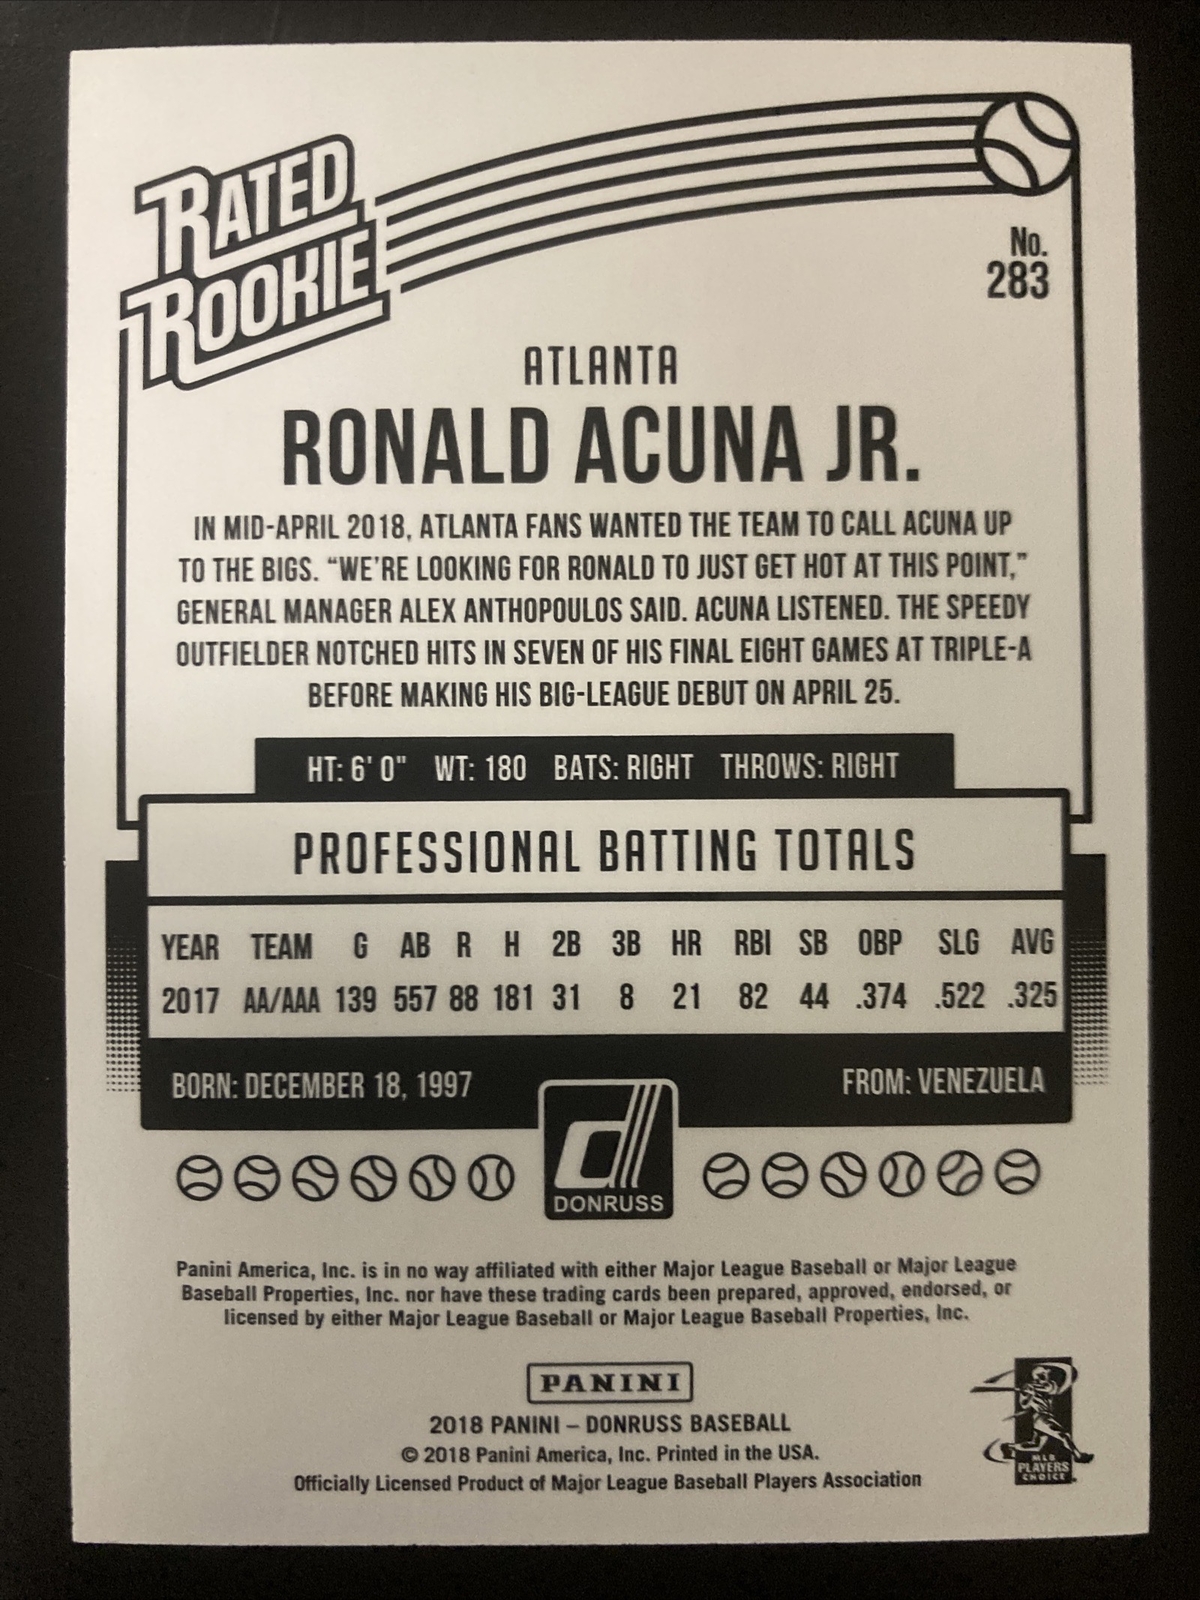 RATED
ROOKIE
No.
283
ATLANTA
RONALD ACUNA JR.
IN MID-APRIL 2018, ATLANTA FANS WANTED THE TEAM TO CALL ACUNA UP
TO THE BIGS. “WE’RE LOOKING FOR RONALD TO JUST GET HOT AT THIS POINT,”
GENERAL MANAGER ALEX ANTHOPOULOS SAID. ACUNA LISTENED. THE SPEEDY
OUTFIELDER NOTCHED HITS IN SEVEN OF HIS FINAL EIGHT GAMES AT TRIPLE-A
BEFORE MAKING HIS BIG-LEAGUE DEBUT ON APRIL 25.
HT: 6' 0" WT: 180 BATS: RIGHT THROWS: RIGHT
PROFESSIONAL BATTING TOTALS
YEAR TEAM G AB R H 2B 3B HR RBI SB OBP SLG AVG
2017 AA/AAA 139 557 88 181 31 8 21 82 44 .374 .522 .325
BORN: DECEMBER 18, 1997 FROM: VENEZUELA
d
DONRUSS
Panini America, Inc. is in no way affiliated with either Major League Baseball or Major League
Baseball Properties, Inc. nor have these trading cards been prepared, approved, endorsed, or
licensed by either Major League Baseball or Major League Baseball Properties, Inc.
PANINI
2018 PANINI – DONRUSS BASEBALL
© 2018 Panini America, Inc. Printed in the USA.
Officially Licensed Product of Major League Baseball Players Association
MLB
PLAYERS
CHOICE